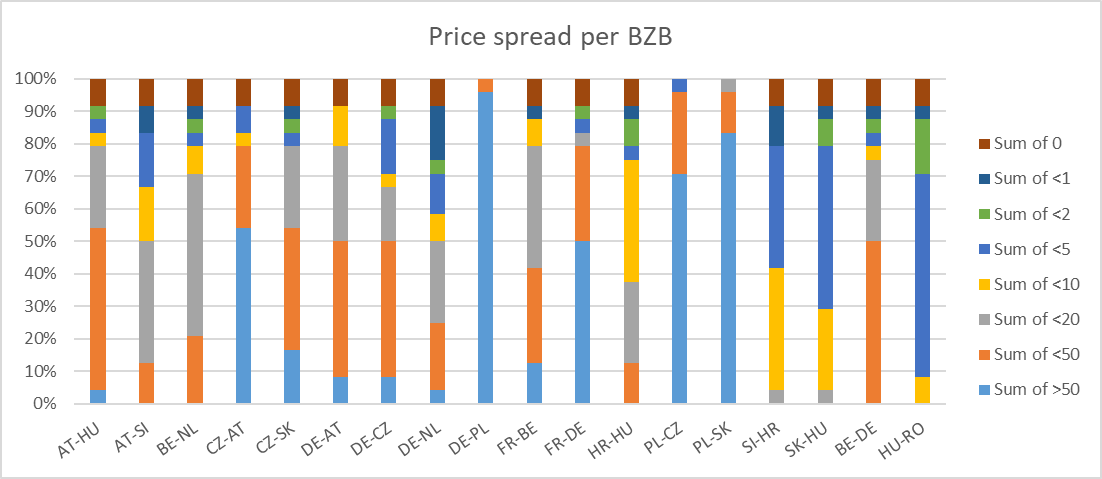 Price spread per BZB
100%
90%
80%
70%
60%
50%
40%
30%
20%
10%
0%
AT-HU
AT-SI
BE-NL
CZ-AT
CZ-SK
DE-AT
DE-CZ
DE-NL
DE-PL
FR-BE
FR-DE
HR-HU
PL-CZ
PL-SK
SI-HR
SK-HU
BE-DE
HU-RO
Sum of 0
Sum of <1
Sum of <2
Sum of <5
Sum of <10
Sum of <20
Sum of <50
Sum of >50